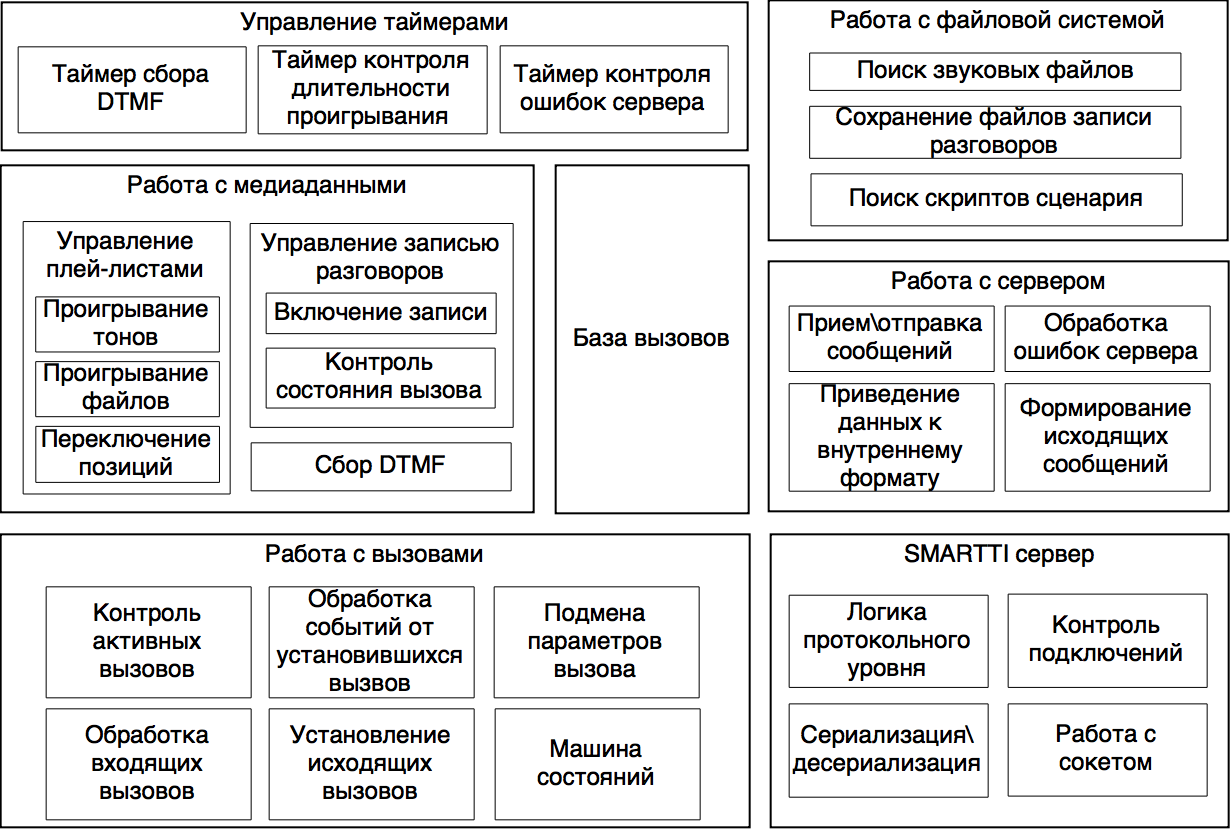 Управление таймерами
Таймер сбора
DTMF
Таймер контроля
длительности
проигрывания
Таймер контроля
ошибок сервера
Работа с файловой системой
Поиск звуковых файлов
Сохранение файлов записи
разговоров
Поиск скриптов сценария
Работа с медиаданными
Управление
плей-листами
Проигрывание
тонов
Проигрывание
файлов
Переключение
позиций
Управление записью
разговоров
Включение записи
Контроль
состояния вызова
Сбор DTMF
База вызовов
Работа с сервером
Прием\отправка
сообщений
Обработка
ошибок сервера
Приведение
данных к
внутреннему
формату
Формирование
исходящих
сообщений
Работа с вызовами
Контроль
активных
вызовов
Обработка
событий от
установившихся
вызвов
Подмена
параметров
вызова
Обработка
входящих
вызовов
Установление
исходящих
вызовов
Машина
состояний
SMARTTI сервер
Логика
протокольного
уровня
Контроль
подключений
Сериализация\
десериализация
Работа с
сокетом